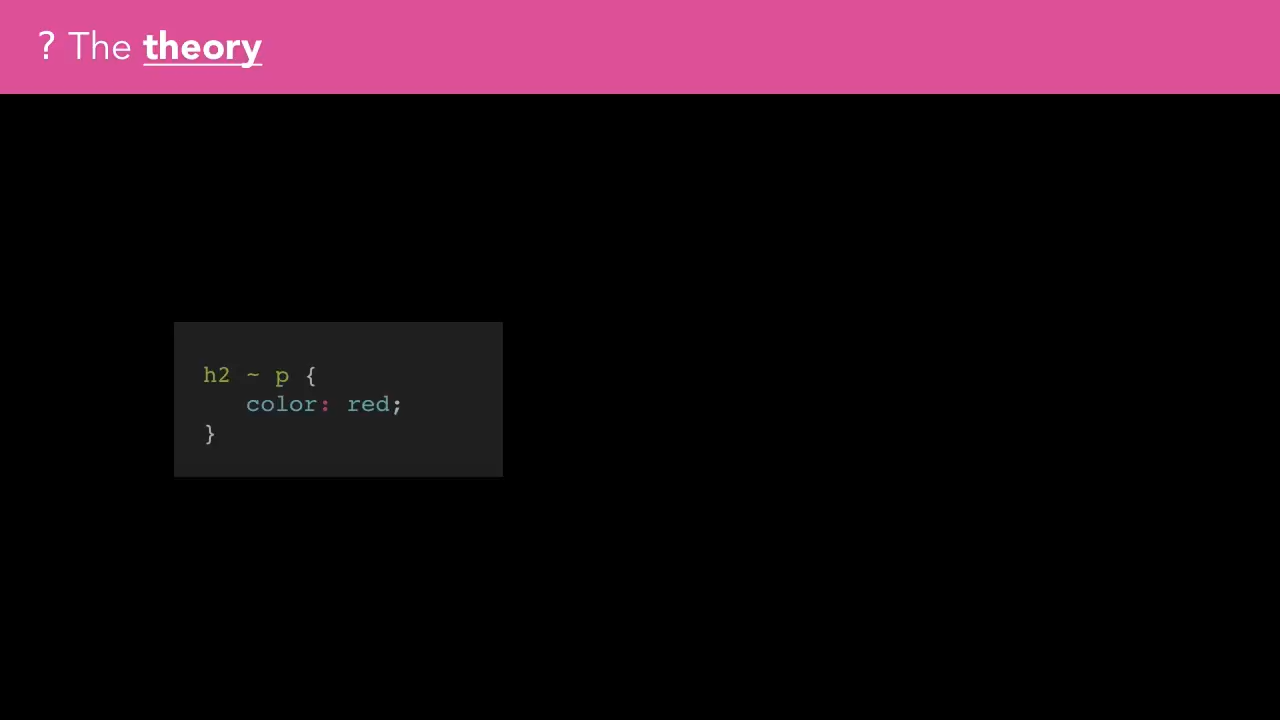 ? The theory
h2 ~ p {
color: red;
}